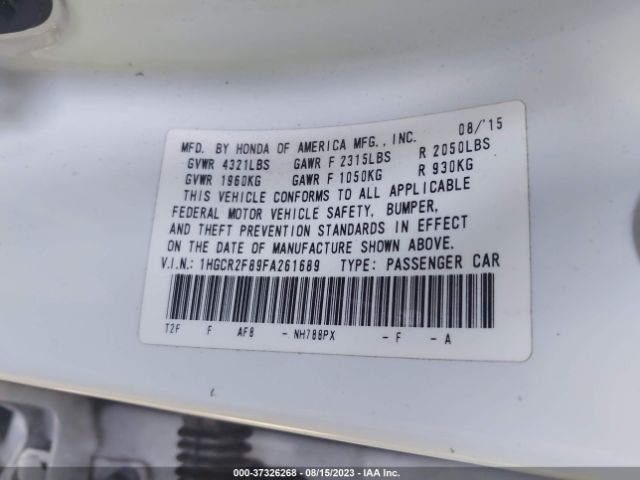 MFD. BY HONDA OF AMERICA MFG., INC. 08/'15
GVWR 4321LBS GAWR F 2315LBS R 2050LBS
GVWR 1960KG GAWR F 1050KG R 930KG
THIS VEHICLE CONFORMS TO ALL APPLICABLE
FEDERAL MOTOR VEHICLE SAFETY, BUMPER,
AND THEFT PREVENTION STANDARDS IN EFFECT
ON THE DATE OF MANUFACTURE SHOWN ABOVE.
V.I.N.: 1HGCR2F89FA261689 TYPE: PASSENGER CAR
T2F F AF8 - NH788PX - F - A
000-37326268 - 08/15/2023 - IAA Inc.